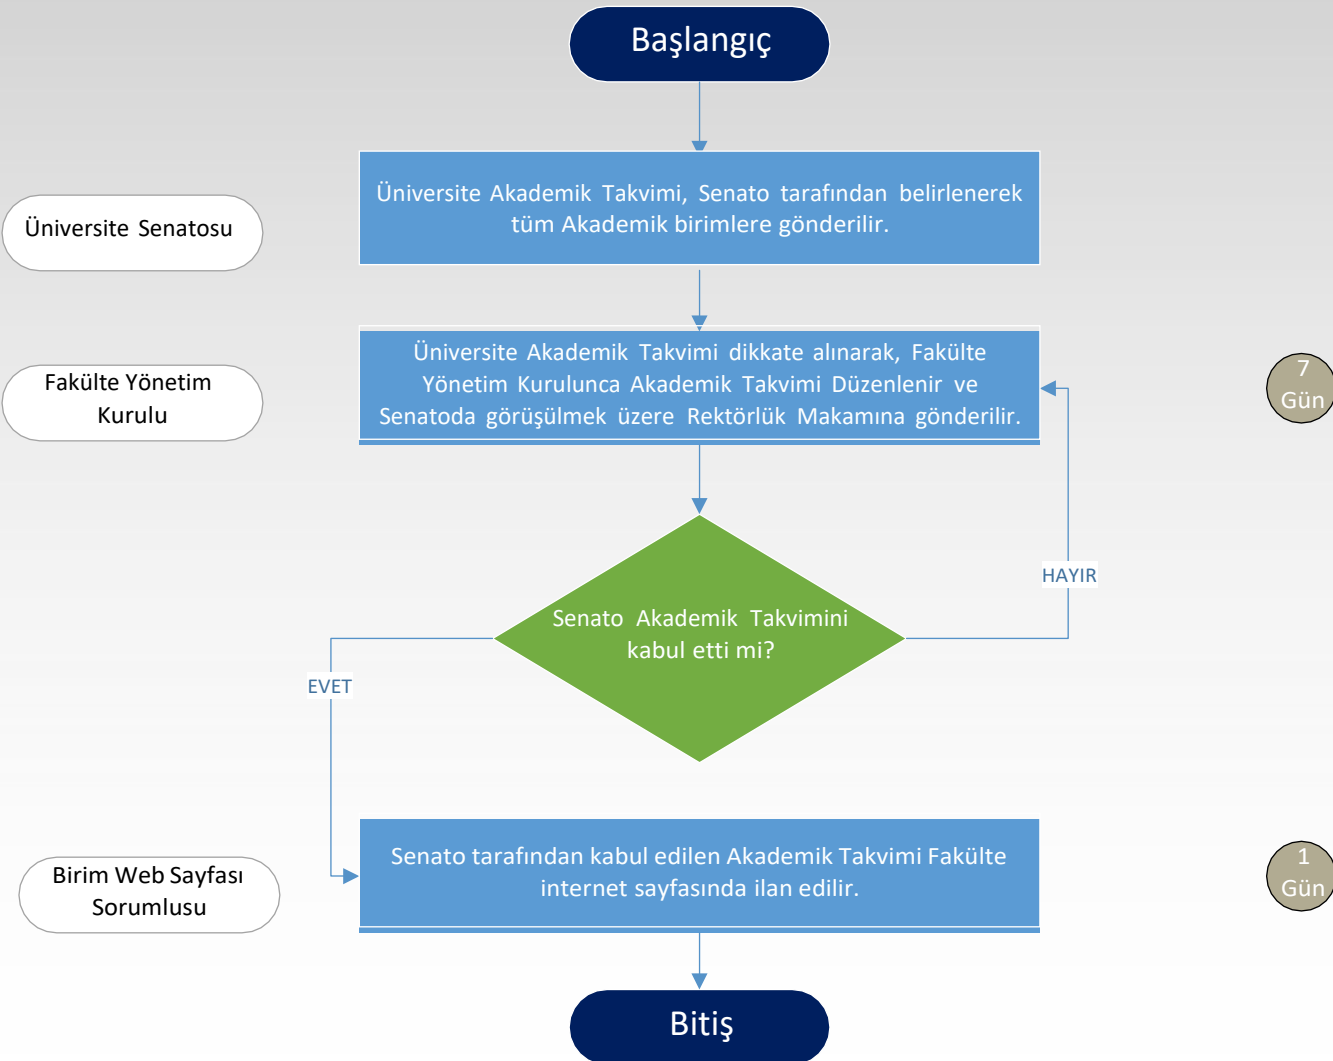 Başlangıç
Üniversite Senatosu
Üniversite Akademik Takvimi, Senato tarafından belirlenerek
tüm Akademik birimlere gönderilir.
Fakülte Yönetim
Kurulu
Üniversite Akademik Takvimi dikkate alınarak, Fakülte
Yönetim Kurulunca Akademik Takvimi Düzenlenir ve
Senatoda görüşülmek üzere Rektörlük Makamına gönderilir.
7
Gün
HAYIR
Senato Akademik Takvimini
kabul etti mi?
EVET
Birim Web Sayfası
Sorumlusu
Senato tarafından kabul edilen Akademik Takvimi Fakülte
internet sayfasında ilan edilir.
1
Gün
Bitiş